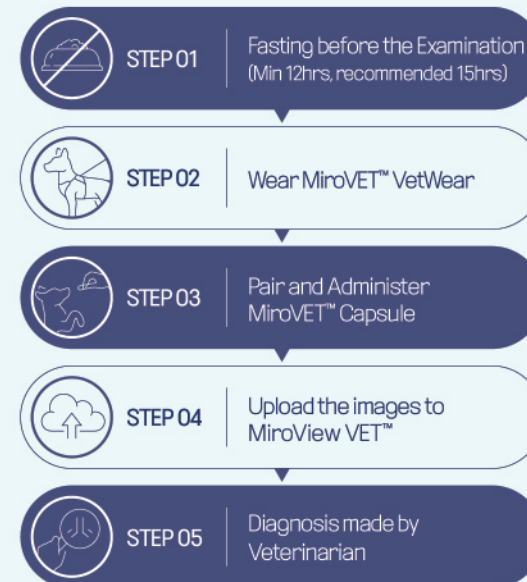 STEP 01
Fasting before the Examination
(Min 12hrs, recommended 15hrs)
STEP 02
Wear MiroVET™ VetWear
STEP 03
Pair and Administer
MiroVET™ Capsule
STEP 04
Upload the images to
MiroView VET™
STEP 05
Diagnosis made by
Veterinarian